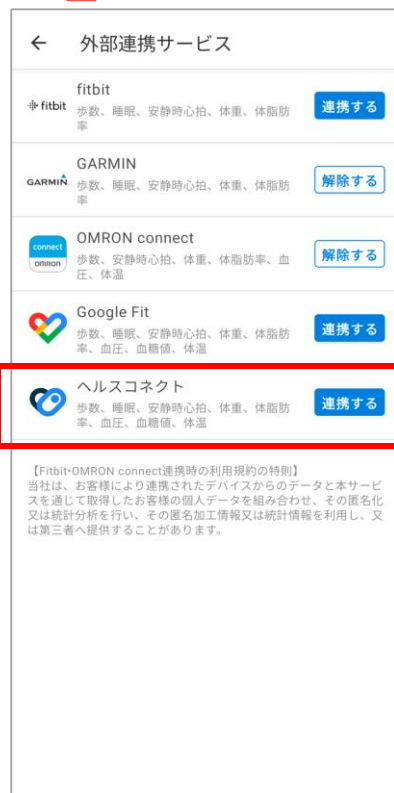 ← 外部連携サービス
fitbit
fitbit
歩数、睡眠、安静時心拍、体重、体脂肪
率
連携する
GARMIN
GARMIN
歩数、睡眠、安静時心拍、体重、体脂肪
率
解除する
connect
OMRON
OMRON connect
歩数、安静時心拍、体重、体脂肪率、血
圧、体温
解除する
Google Fit
歩数、睡眠、安静時心拍、体重、体脂肪
率、血圧、血糖値、体温
連携する
ヘルスコネクト
歩数、睡眠、安静時心拍、体重、体脂肪
率、血圧、血糖値、体温
連携する
【Fitbit・OMRON connect連携時の利用規約の特則】
当社は、お客様により連携されたデバイスからのデータと本サービ
スを通じて取得したお客様の個人データを組み合わせ、その匿名化
又は統計分析を行い、その匿名加工情報又は統計情報を利用し、又
は第三者へ提供することがあります。